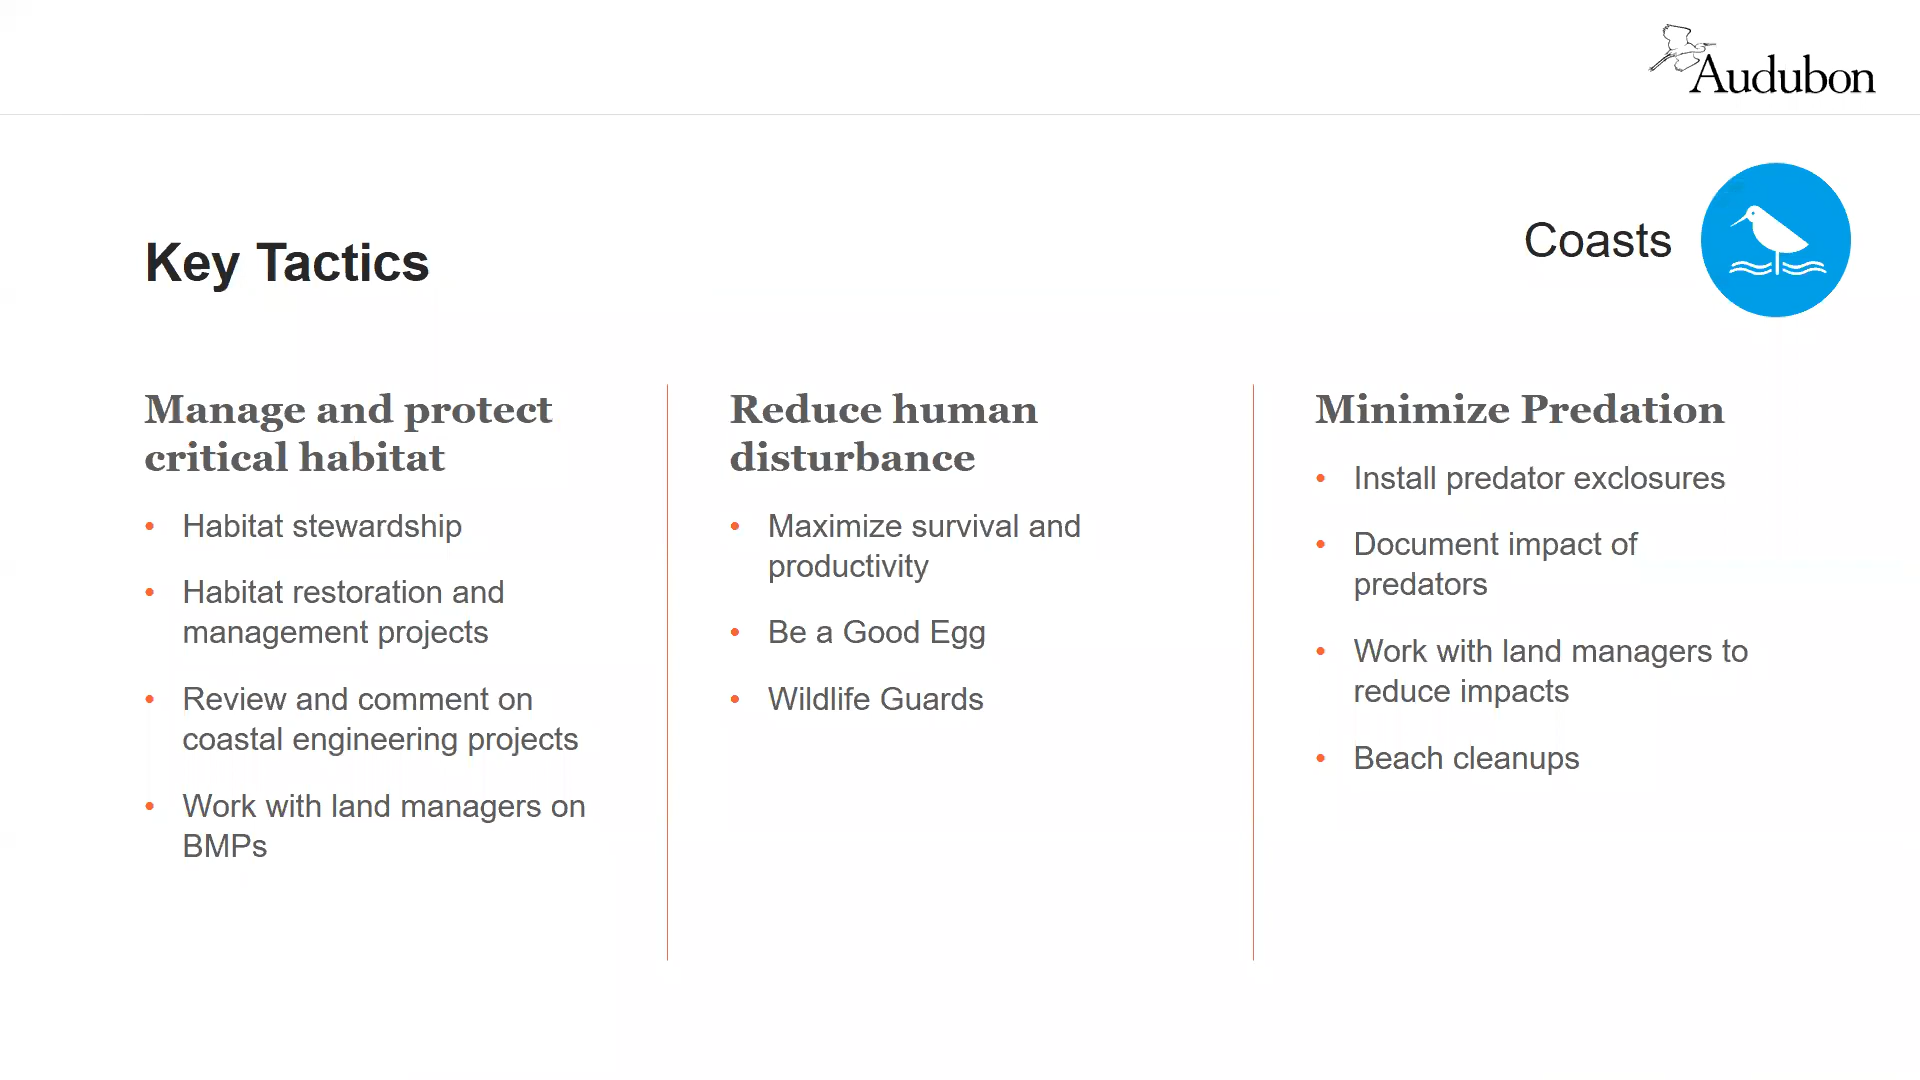 Audubon
Coasts
Key Tactics
Manage and protect
critical habitat
• Habitat stewardship
• Habitat restoration and
management projects
• Review and comment on
coastal engineering projects
• Work with land managers on
BMPs
Reduce human
disturbance
• Maximize survival and
productivity
• Be a Good Egg
• Wildlife Guards
Minimize Predation
• Install predator exclosures
• Document impact of
predators
• Work with land managers to
reduce impacts
• Beach cleanups